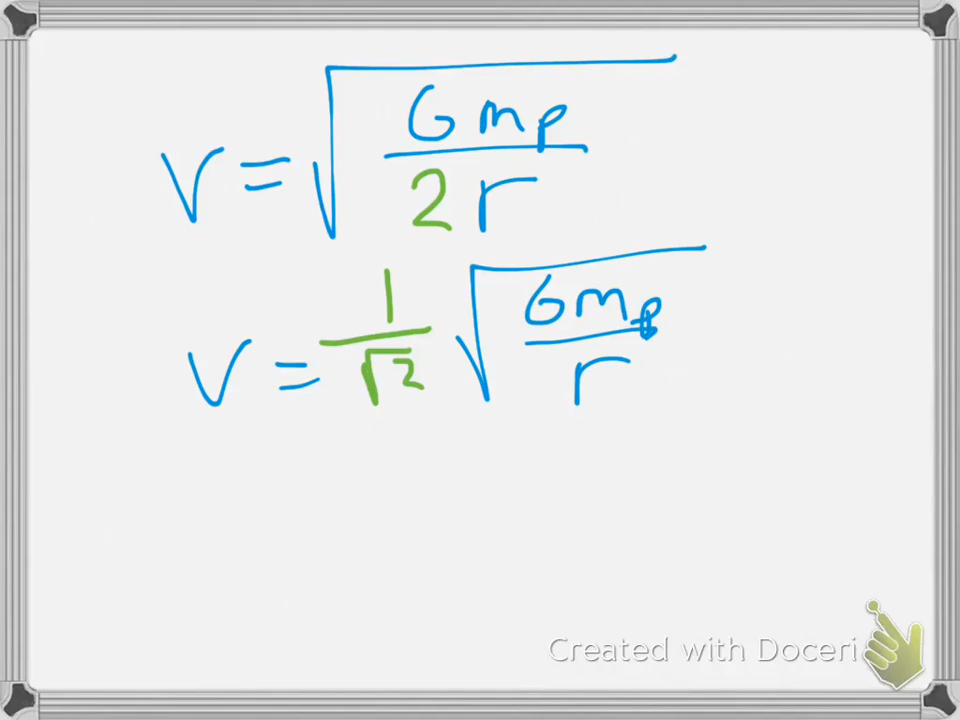 v = √(Gmp/2r)
v = 1/√2 √(Gmp/r)
Created with Doceri